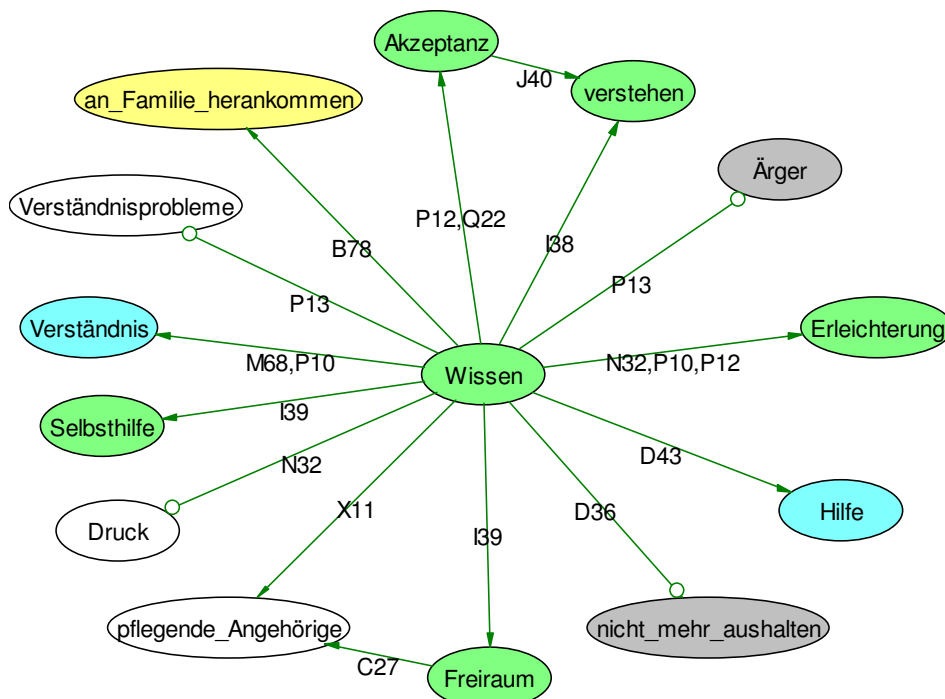 Akzeptanz
J40
verstehen
an_Familie_herankommen
Ärger
Verständnisprobleme
P12,Q22
B78
I38
P13
P13
Verständnis
Erleichterung
M68,P10
N32,P10,P12
Wissen
I39
Selbsthilfe
N32
D43
X11
D36
Hilfe
Druck
I39
pflegende_Angehörige
nicht_mehr_aushalten
C27
Freiraum